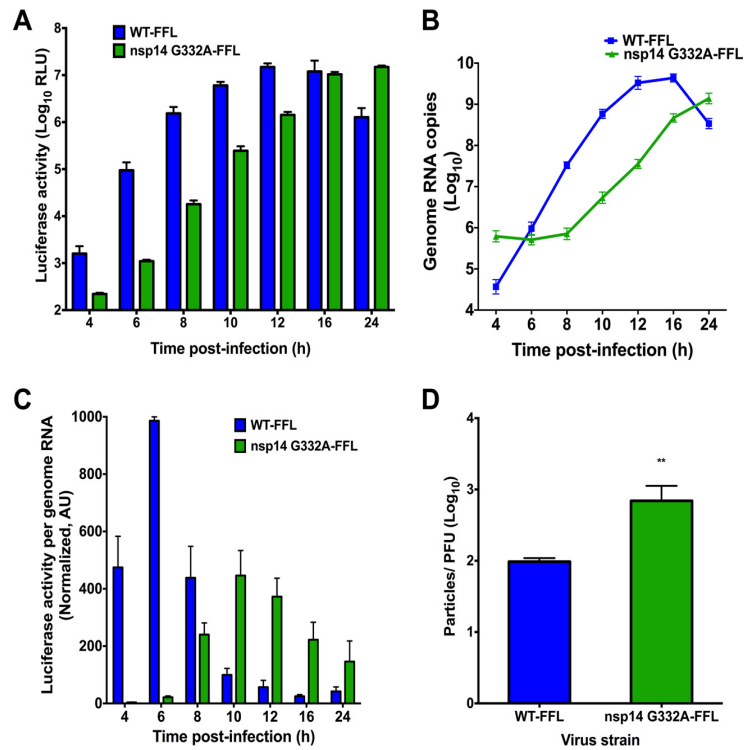 A
WT-FFL
nsp14 G332A-FFL
Luciferase activity (Log10 RLU)
8
7
6
5
4
3
2
4 6 8 10 12 16 24
Time post-infection (h)
B
WT-FFL
nsp14 G332A-FFL
Genome RNA copies
(Log10)
10
9
8
7
6
5
4
4 6 8 10 12 16 24
Time post-infection (h)
C
WT-FFL
nsp14 G332A-FFL
Luciferase activity per genome RNA
(Normalized, AU)
1000
800
600
400
200
0
4 6 8 10 12 16 24
Time post-infection (h)
D
Particles/ PFU (Log10)
4
3
2
1
0
**
WT-FFL nsp14 G332A-FFL
Virus strain